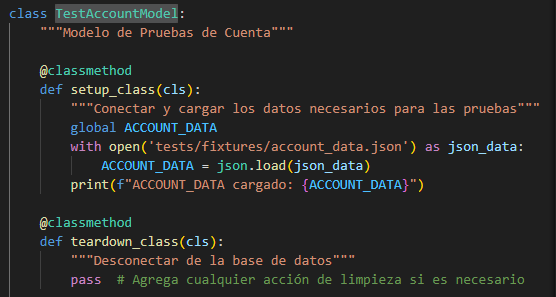 class TestAccountModel:
    """Modelo de Pruebas de Cuenta"""
    @classmethod
    def setup_class(cls):
        """Conectar y cargar los datos necesarios para las pruebas"""
        global ACCOUNT_DATA
        with open('tests/fixtures/account_data.json') as json_data:
            ACCOUNT_DATA = json.load(json_data)
        print(f"ACCOUNT_DATA cargado: {ACCOUNT_DATA}")
    @classmethod
    def teardown_class(cls):
        """Desconectar de la base de datos"""
        pass  # Agrega cualquier acción de limpieza si es necesario